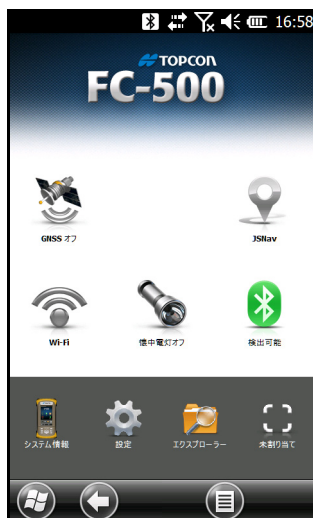 16:58
TOPCON
FC-500
GNSS オフ
JSNav
Wi-Fi
懐中電灯オフ
検出可能
システム情報
設定
エクスプローラー
未割り当て